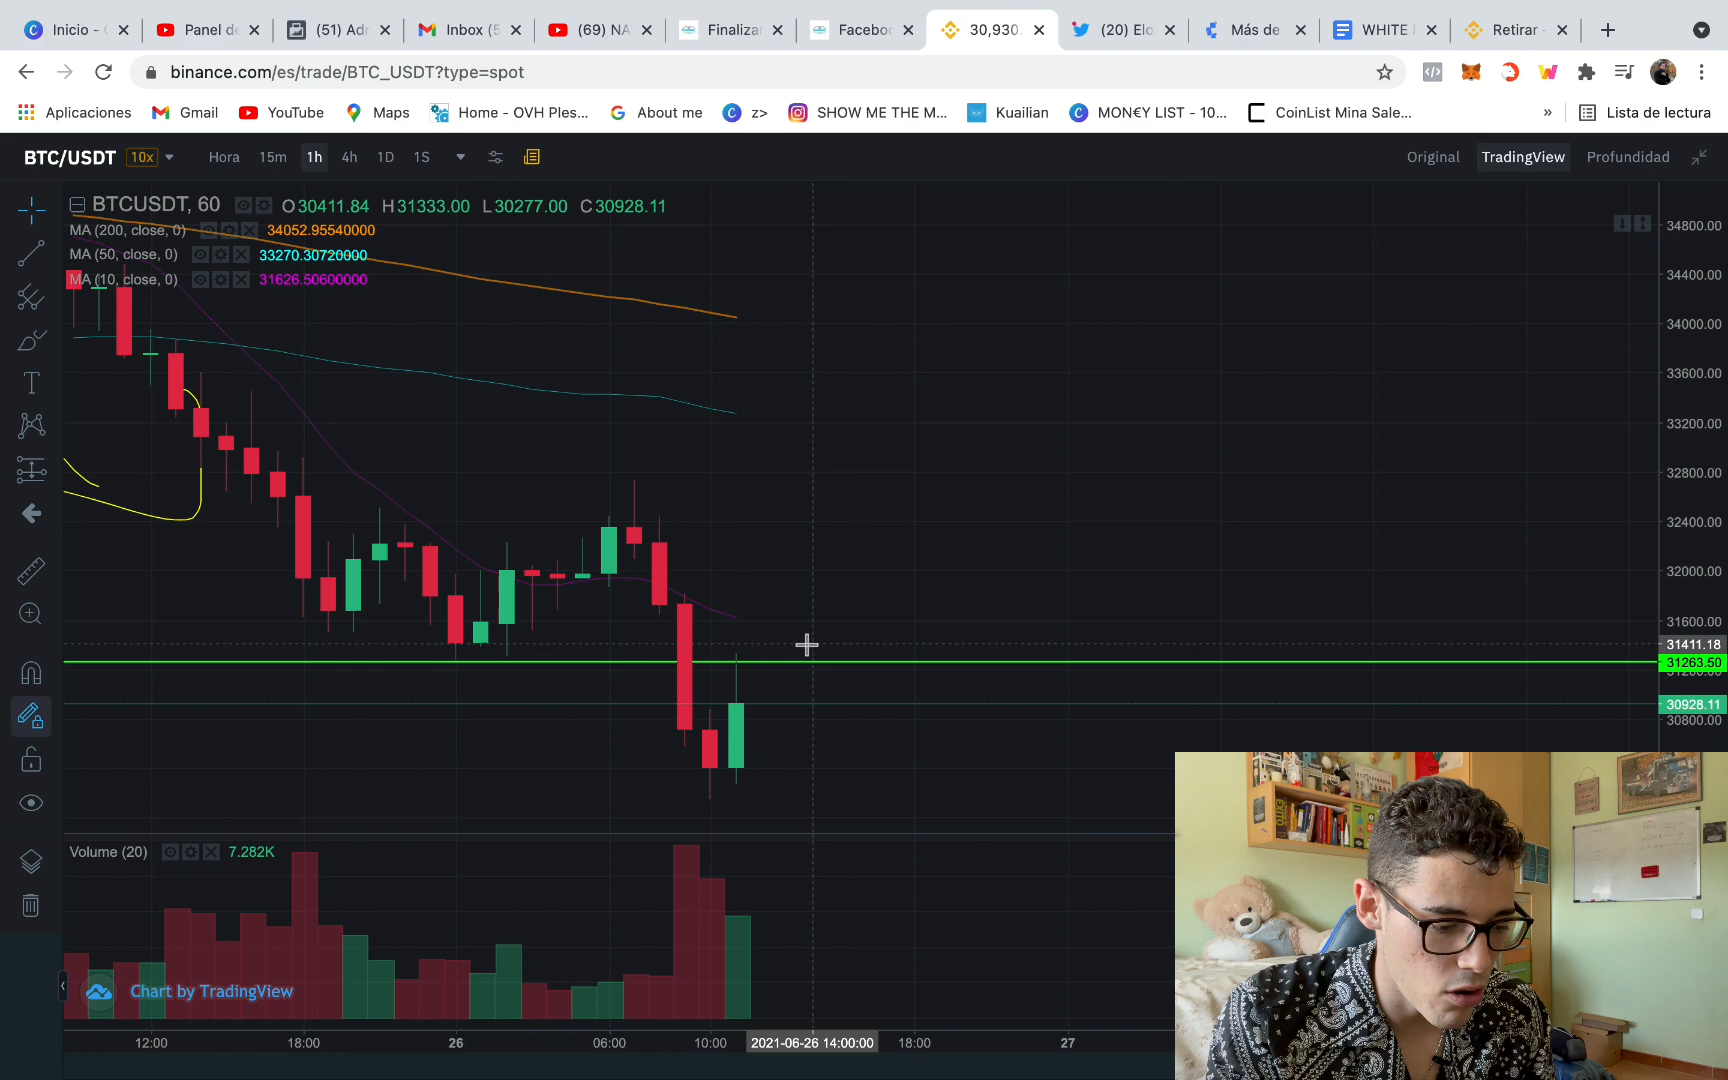 Inicio - C
Panel de
(51) Adr
Inbox (5
(69) NA
Finalizar
Faceboo
30,930.
(20) Elo
Más de
WHITE P
Retirar -
binance.com/es/trade/BTC_USDT?type=spot
Aplicaciones
Gmail
YouTube
Maps
Home - OVH Ples...
About me
z>
SHOW ME THE M...
Kuailian
MON€Y LIST - 10...
CoinList Mina Sale...
»
Lista de lectura
BTC/USDT
10x
Hora
15m
1h
4h
1D
1S
Original
TradingView
Profundidad
BTCUSDT, 60
O30411.84 H31333.00 L30277.00 C30928.11
MA (200, close, 0)
34052.95540000
MA (50, close, 0)
33270.30720000
MA (10, close, 0)
31626.50600000
34800.00
34400.00
34000.00
33600.00
33200.00
32800.00
32400.00
32000.00
31600.00
31411.18
31263.50
31200.00
30928.11
30800.00
Volume (20)
7.282K
Chart by TradingView
12:00
18:00
26
06:00
10:00
2021-06-26 14:00:00
18:00
27